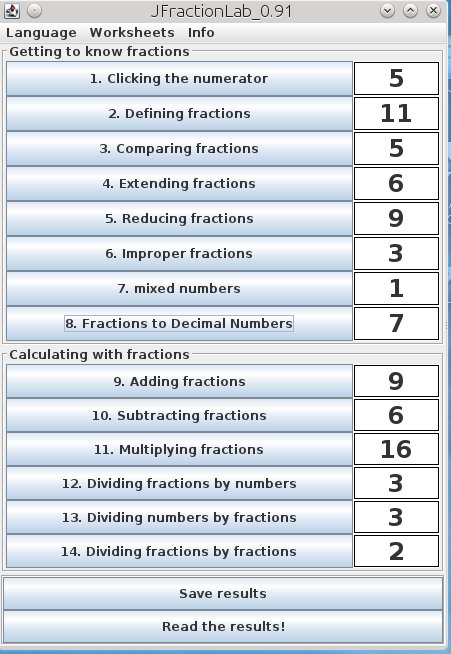 JFractionLab_0.91
Language Worksheets Info
Getting to know fractions
1. Clicking the numerator 5
2. Defining fractions 11
3. Comparing fractions 5
4. Extending fractions 6
5. Reducing fractions 9
6. Improper fractions 3
7. mixed numbers 1
8. Fractions to Decimal Numbers 7
Calculating with fractions
9. Adding fractions 9
10. Subtracting fractions 6
11. Multiplying fractions 16
12. Dividing fractions by numbers 3
13. Dividing numbers by fractions 3
14. Dividing fractions by fractions 2
Save results
Read the results!